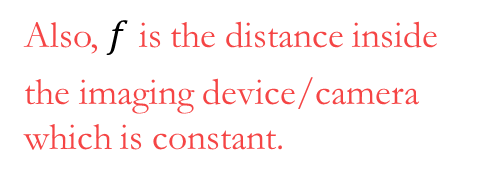 Also, 𝑓 is the distance inside
the imaging device/camera
which is constant.